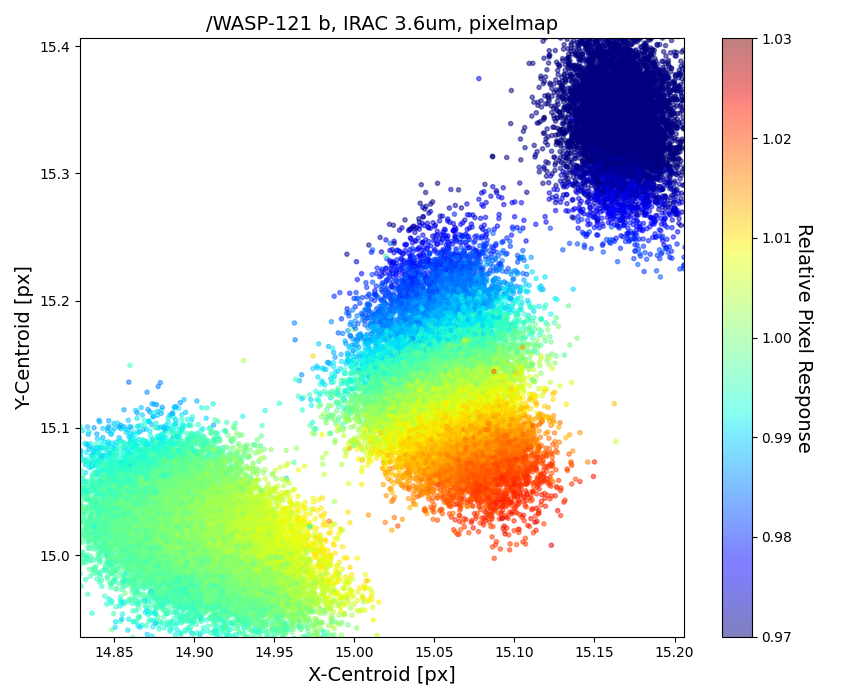 /WASP-121 b, IRAC 3.6um, pixelmap
15.4
15.3
15.2
15.1
15.0
Y-Centroid [px]
14.85 14.90 14.95 15.00 15.05 15.10 15.15 15.20
X-Centroid [px]
1.03
1.02
1.01
1.00
0.99
0.98
0.97
Relative Pixel Response